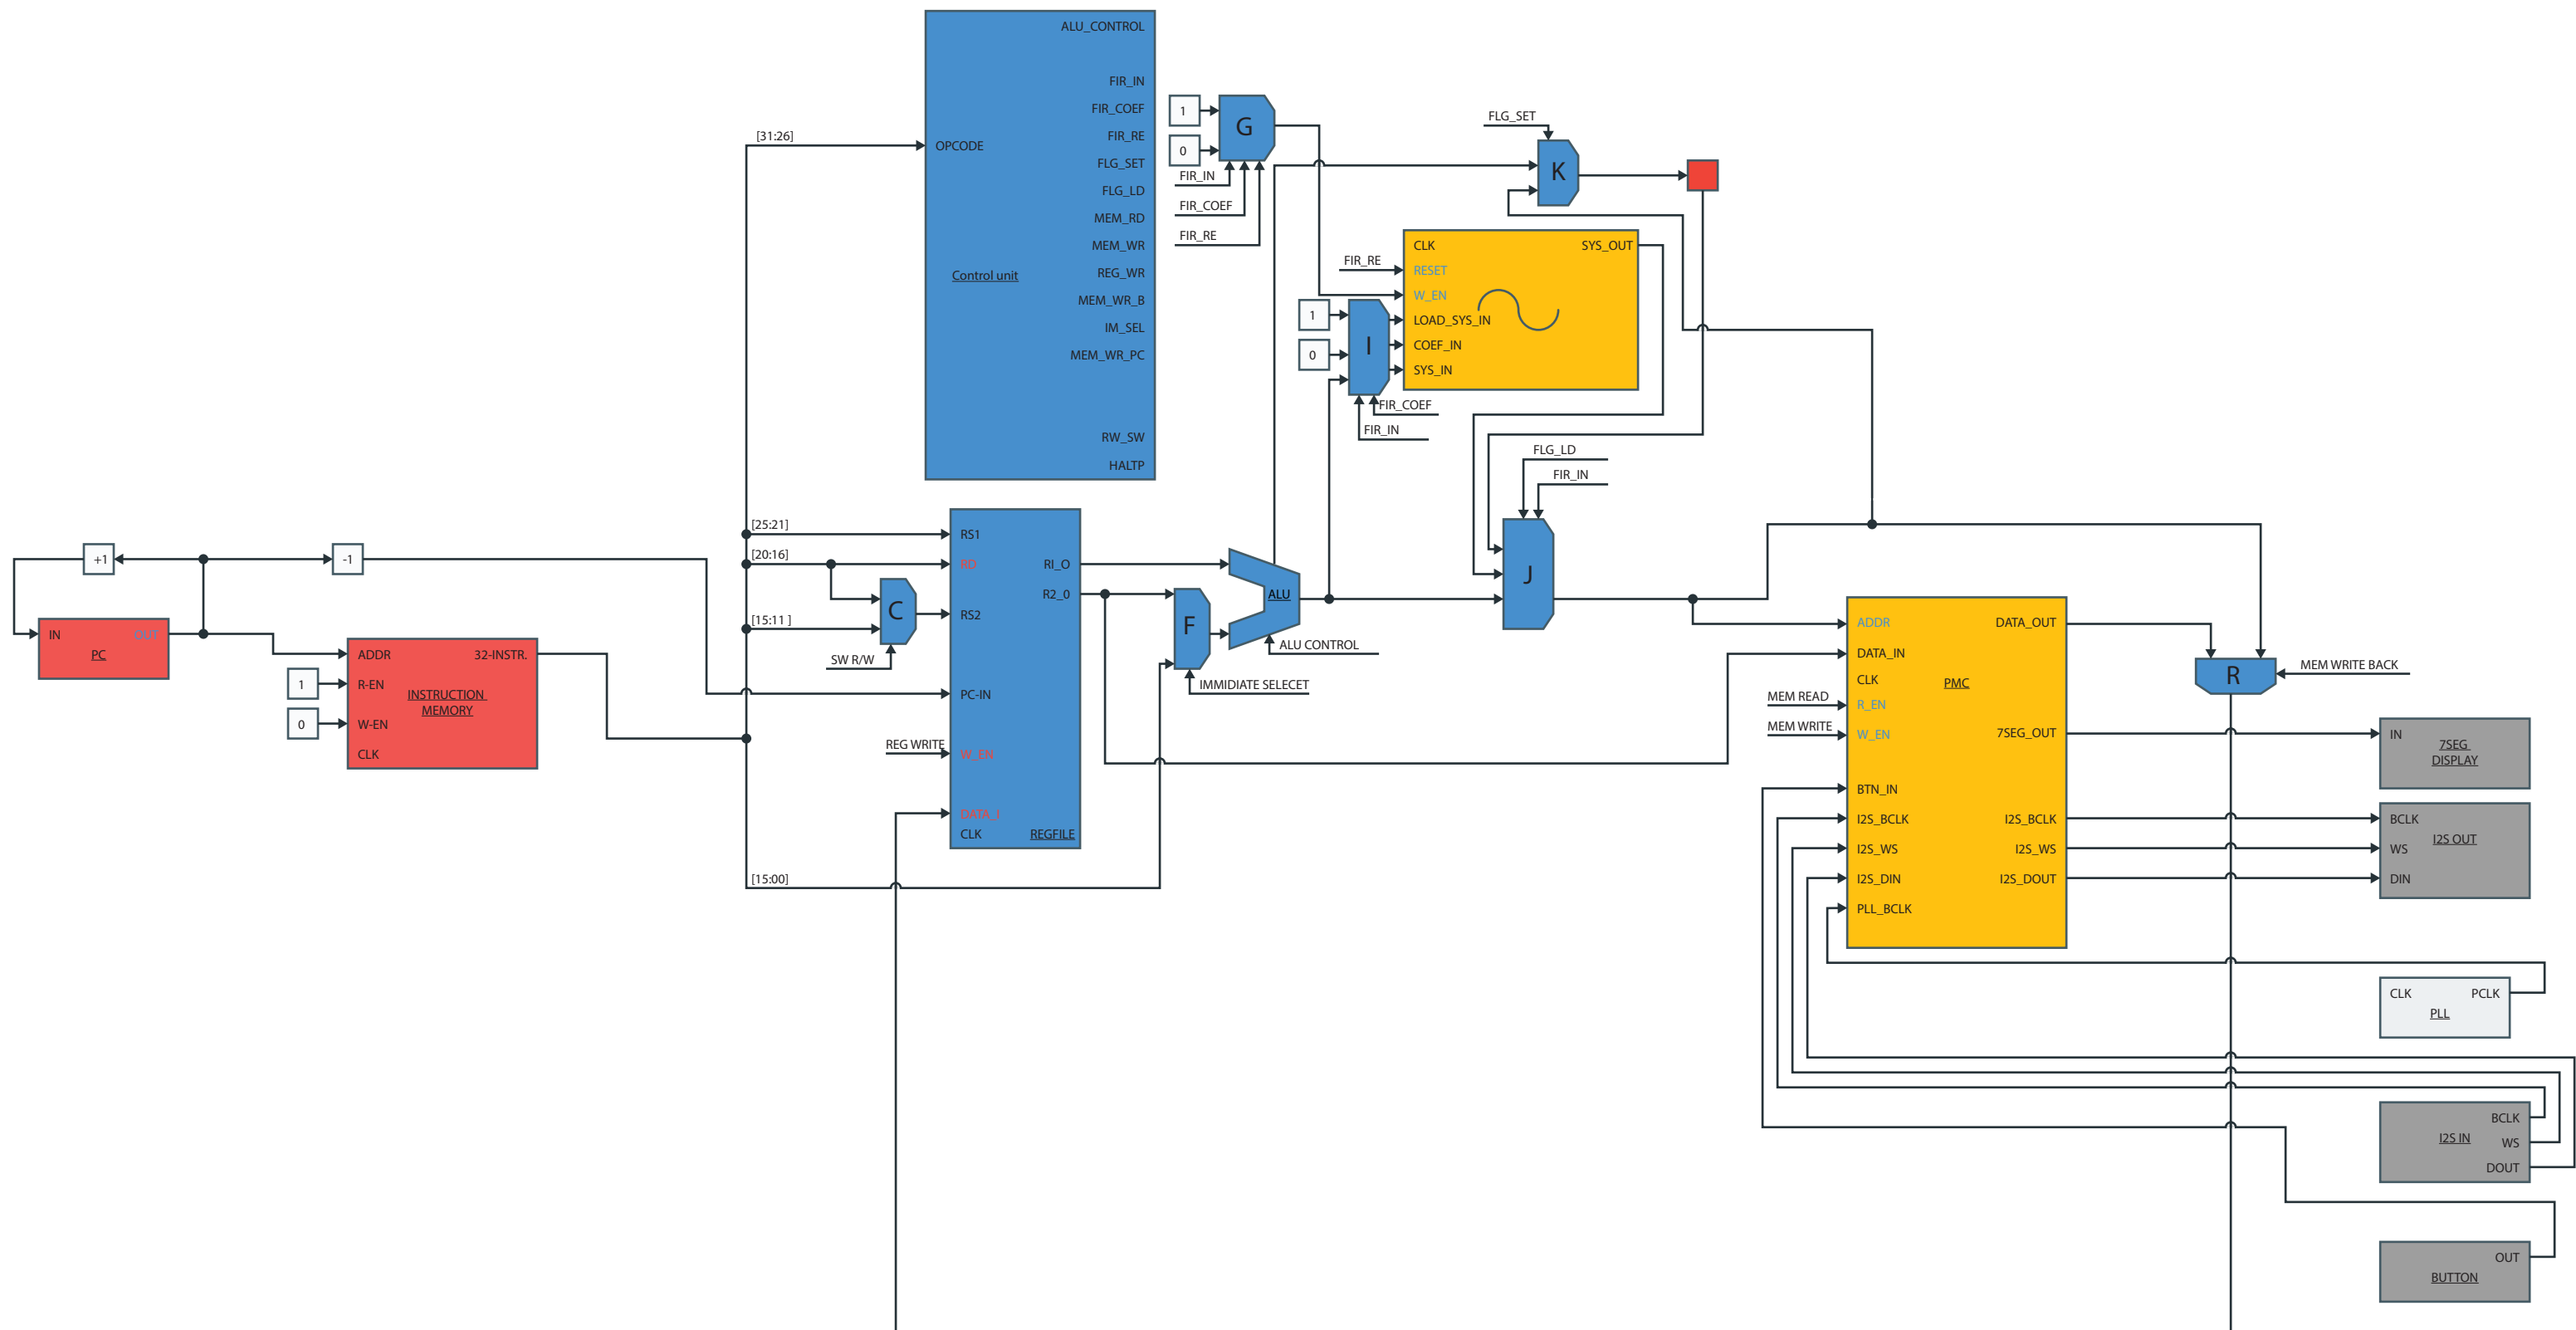 ALU_CONTROL
FIR_IN
FIR_COEF
FIR_RE
FLG_SET
FLG_LD
MEM_RD
MEM_WR
REG_WR
MEM_WR_B
IM_SEL
MEM_WR_PC
RW_SW
HALTP
OPCODE
Control unit
[31:26]
1
0
G
FIR_IN
FIR_COEF
FIR_RE
FLG_SET
K
CLK
RESET
W_EN
LOAD_SYS_IN
COEF_IN
SYS_IN
SYS_OUT
FIR_RE
1
0
I
FIR_COEF
FIR_IN
FLG_LD
FIR_IN
J
[25:21]
[20:16]
[15:11 ]
[15:00]
C
SW R/W
RS1
RD
RS2
PC-IN
W_EN
DATA_I
CLK
REGFILE
RI_O
R2_0
REG WRITE
F
IMMIDIATE SELECET
ALU
ALU CONTROL
+1
-1
IN
OUT
PC
1
0
ADDR
R-EN
W-EN
CLK
32-INSTR.
INSTRUCTION
MEMORY
ADDR
DATA_IN
CLK
R_EN
W_EN
BTN_IN
I2S_BCLK
I2S_WS
I2S_DIN
PLL_BCLK
PMC
DATA_OUT
7SEG_OUT
I2S_BCLK
I2S_WS
I2S_DOUT
MEM READ
MEM WRITE
R
MEM WRITE BACK
IN
7SEG
DISPLAY
BCLK
WS
DIN
I2S OUT
CLK
PCLK
PLL
BCLK
WS
DOUT
I2S IN
OUT
BUTTON